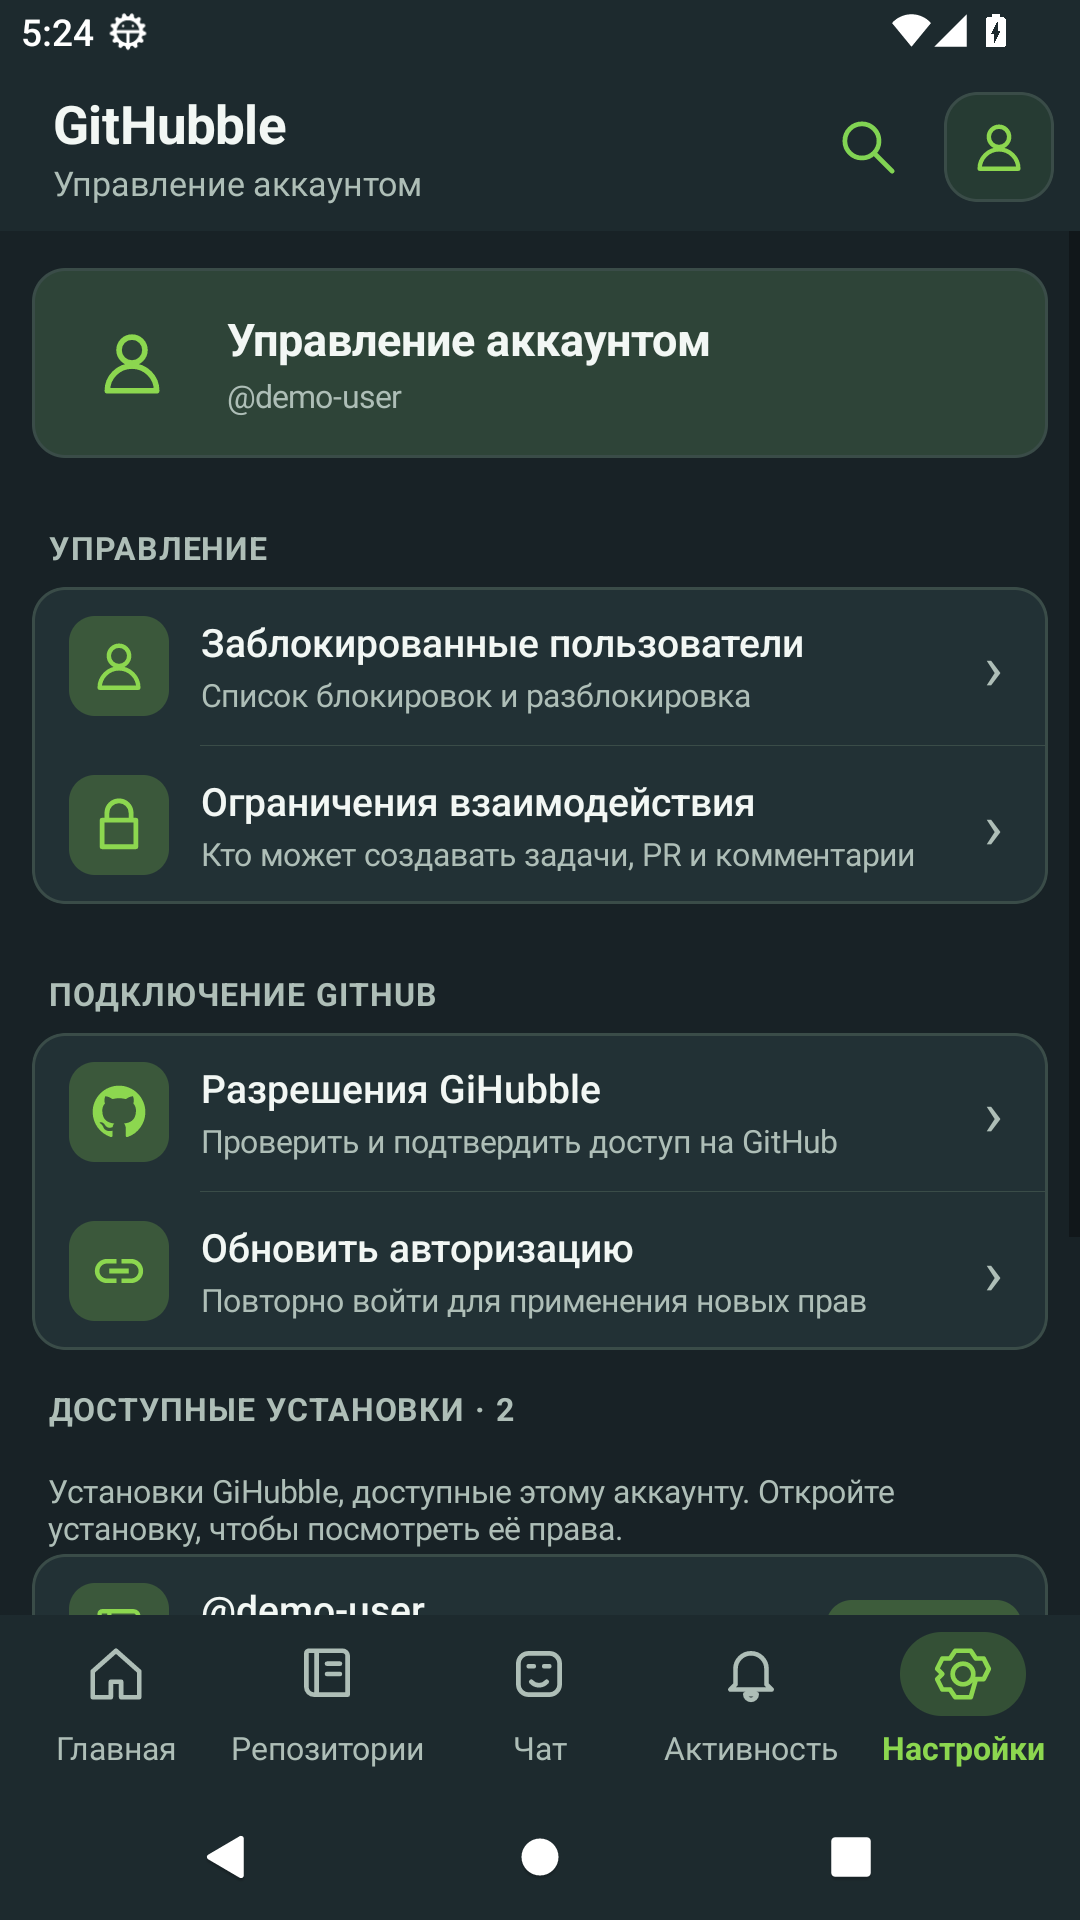 5:24
GitHubble
Управление аккаунтом
Управление аккаунтом
@demo-user
УПРАВЛЕНИЕ
Заблокированные пользователи
Список блокировок и разблокировка
Ограничения взаимодействия
Кто может создавать задачи, PR и комментарии
ПОДКЛЮЧЕНИЕ GITHUB
Разрешения GiHubble
Проверить и подтвердить доступ на GitHub
Обновить авторизацию
Повторно войти для применения новых прав
ДОСТУПНЫЕ УСТАНОВКИ · 2
Установки GiHubble, доступные этому аккаунту. Откройте
установку, чтобы посмотреть её права.
@demo-user
Главная
Репозитории
Чат
Активность
Настройки